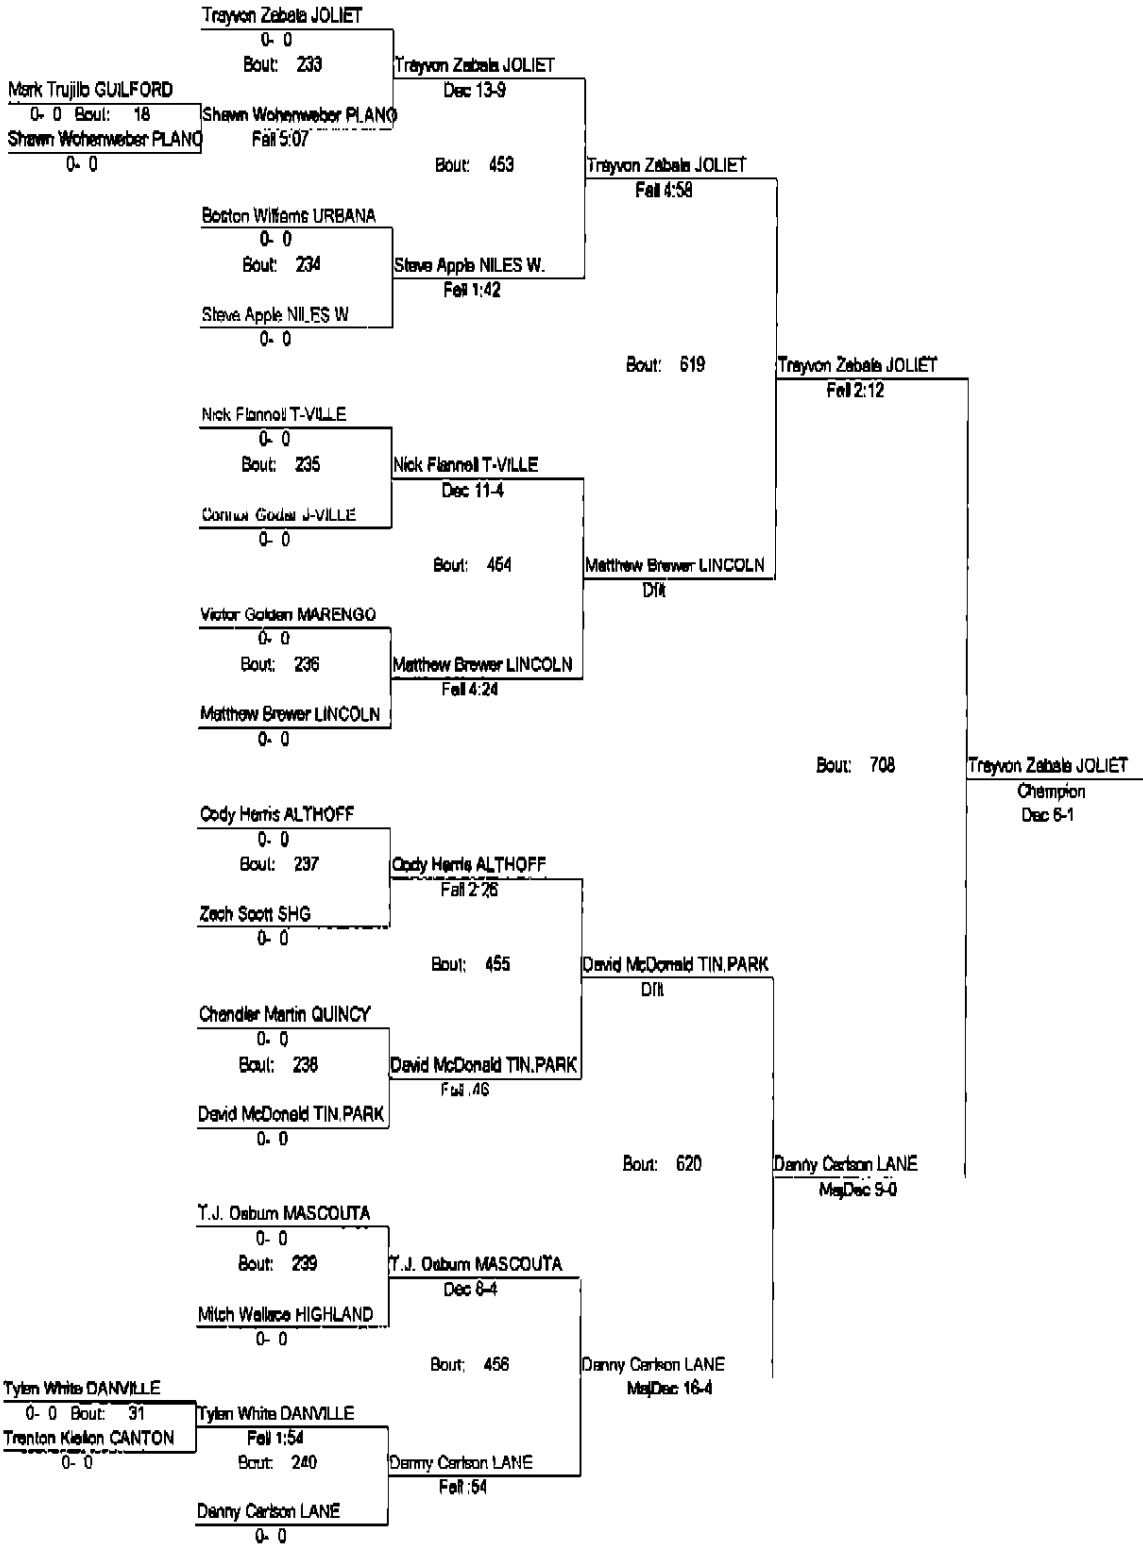 Trayvon Zabala JOLIET
0- 0
Bout: 233
Trayvon Zabala JOLIET
Dec 13-9
Mark Trujillo GUILFORD
0- 0 Bout: 18
Shawn Wohenweber PLANO
Fall 5:07
Shawn Wohenweber PLANO
0- 0
Bout: 453
Trayvon Zabala JOLIET
Fall 4:58
Boston Williams URBANA
0- 0
Bout: 234
Steve Apple NILES W.
Fall 1:42
Steve Apple NILES W
0- 0
Bout: 619
Trayvon Zabala JOLIET
Fall 2:12
Nick Flannell T-VILLE
0- 0
Bout: 235
Nick Flannell T-VILLE
Dec 11-4
Connor Godar J-VILLE
0- 0
Bout: 454
Matthew Brewer LINCOLN
Dflt
Victor Golden MARENGO
0- 0
Bout: 236
Matthew Brewer LINCOLN
Fall 4:24
Matthew Brewer LINCOLN
0- 0
Bout: 708
Trayvon Zabala JOLIET
Champion
Dec 6-1
Cody Harris ALTHOFF
0- 0
Bout: 237
Cody Harris ALTHOFF
Fall 2:26
Zach Scott SHG
0- 0
Bout: 455
David McDonald TIN.PARK
Dflt
Chandler Martin QUINCY
0- 0
Bout: 238
David McDonald TIN.PARK
Fall :46
David McDonald TIN.PARK
0- 0
Bout: 620
Danny Carlson LANE
MajDec 9-0
T.J. Osburn MASCOUTA
0- 0
Bout: 239
T.J. Osburn MASCOUTA
Dec 8-4
Mitch Wallace HIGHLAND
0- 0
Bout: 456
Danny Carlson LANE
MajDec 16-4
Tylen White DANVILLE
0- 0 Bout: 31
Tylen White DANVILLE
Fall 1:54
Trenton CANTON
0- 0
Bout: 240
Danny Carlson LANE
Fall :54
Danny Carlson LANE
0- 0